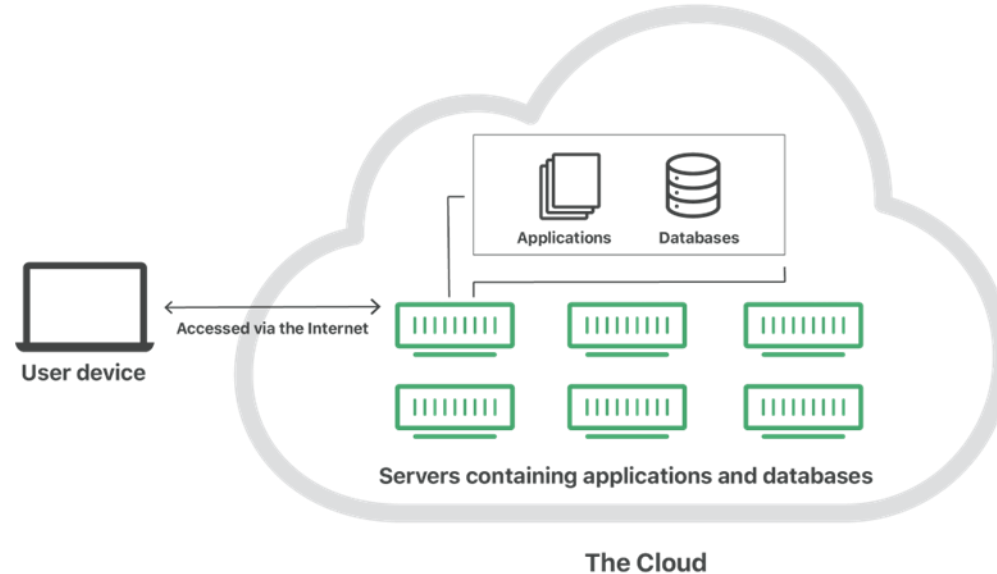 Applications
Databases
Accessed via the Internet
User device
Servers containing applications and databases
The Cloud